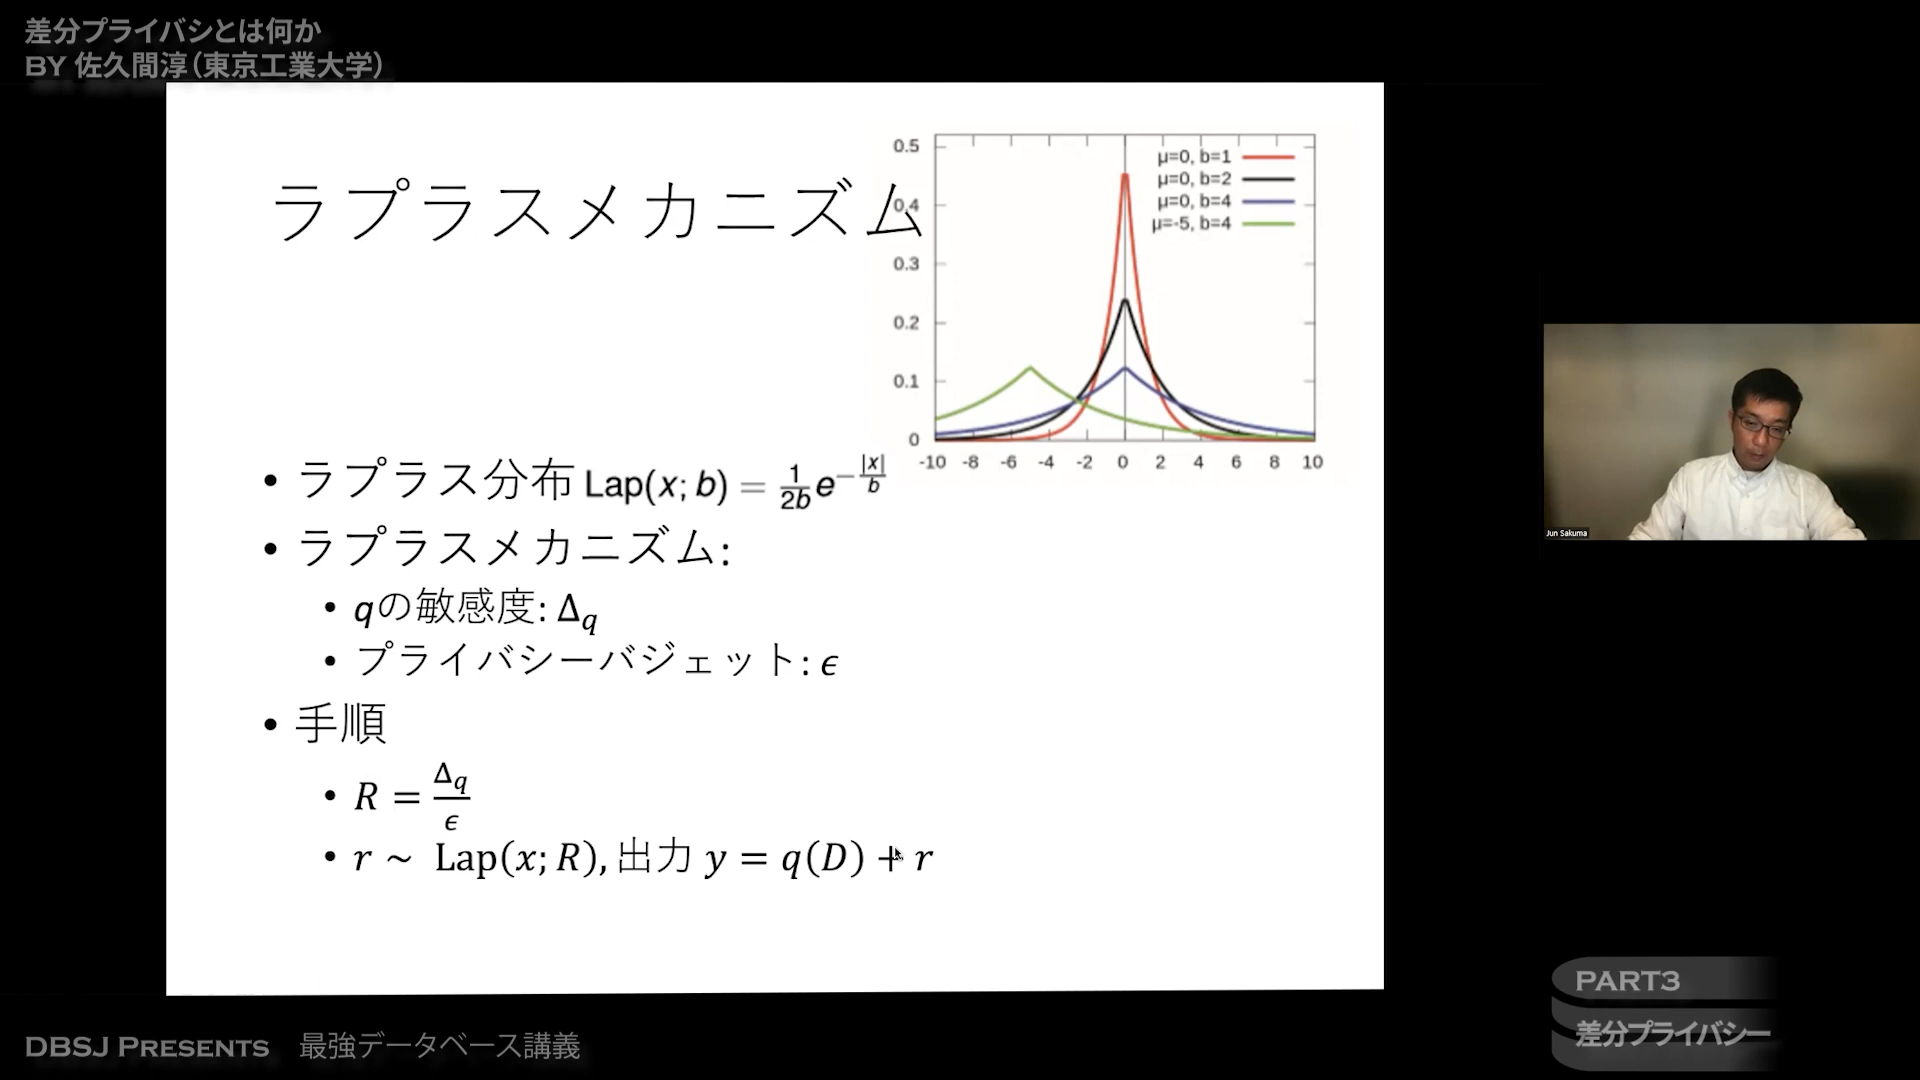 差分プライバシとは何か
BY 佐久間淳（東京工業大学）
ラプラスメカニズム
0.5
0.4
0.3
0.2
0.1
0
-10 -8 -6 -4 -2 0 2 4 6 8 10
μ=0, b=1
μ=0, b=2
μ=0, b=4
μ=-5, b=4
• ラプラス分布 Lap(x; b) = \frac{1}{2b}e^{-\frac{|x|}{b}}
• ラプラスメカニズム:
• qの敏感度: Δ_q
• プライバシーバジェット: ϵ
• 手順
• R = \frac{Δ_q}{ϵ}
• r ~ Lap(x; R), 出力 y = q(D) + r
Jun Sakuma
PART3
差分プライバシー
DBSJ PRESENTS 最強データベース講義